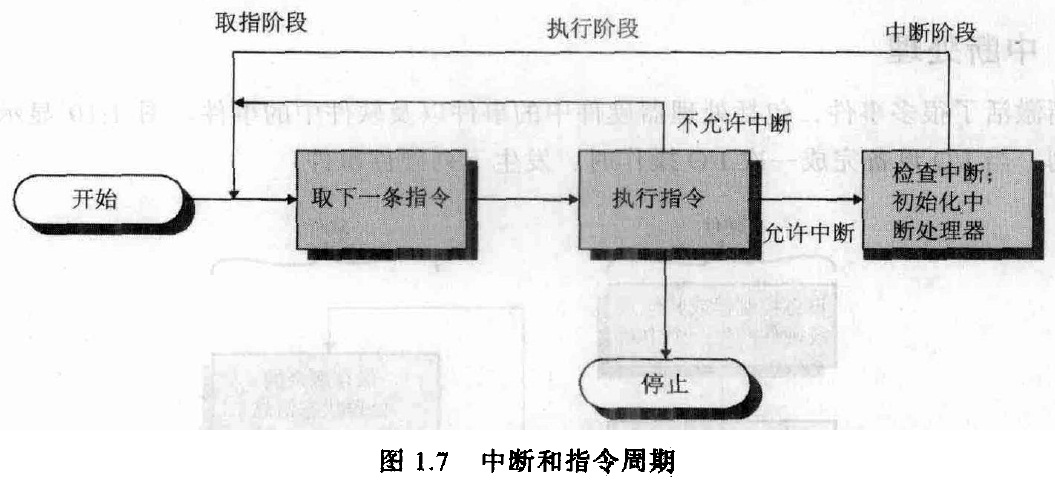 取指阶段
执行阶段
中断阶段
不允许中断
开始
取下一条指令
执行指令
允许中断
检查中断;
初始化中
断处理器
停止
图 1.7 中断和指令周期